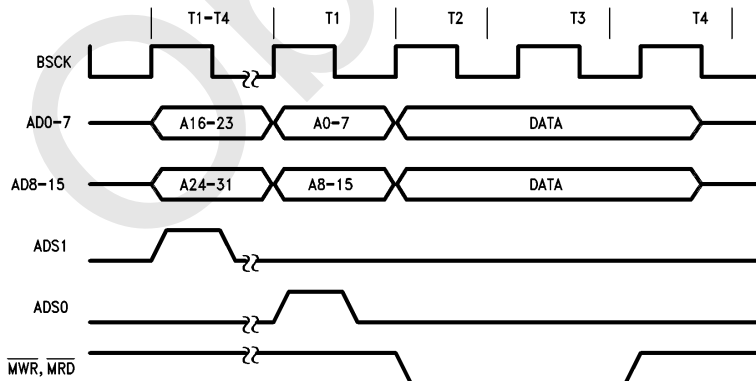 T1-T4 T1 T2 T3 T4
BSCK
AD0-7 A16-23 A0-7 DATA
AD8-15 A24-31 A8-15 DATA
ADS1
ADS0
MWR, MRD